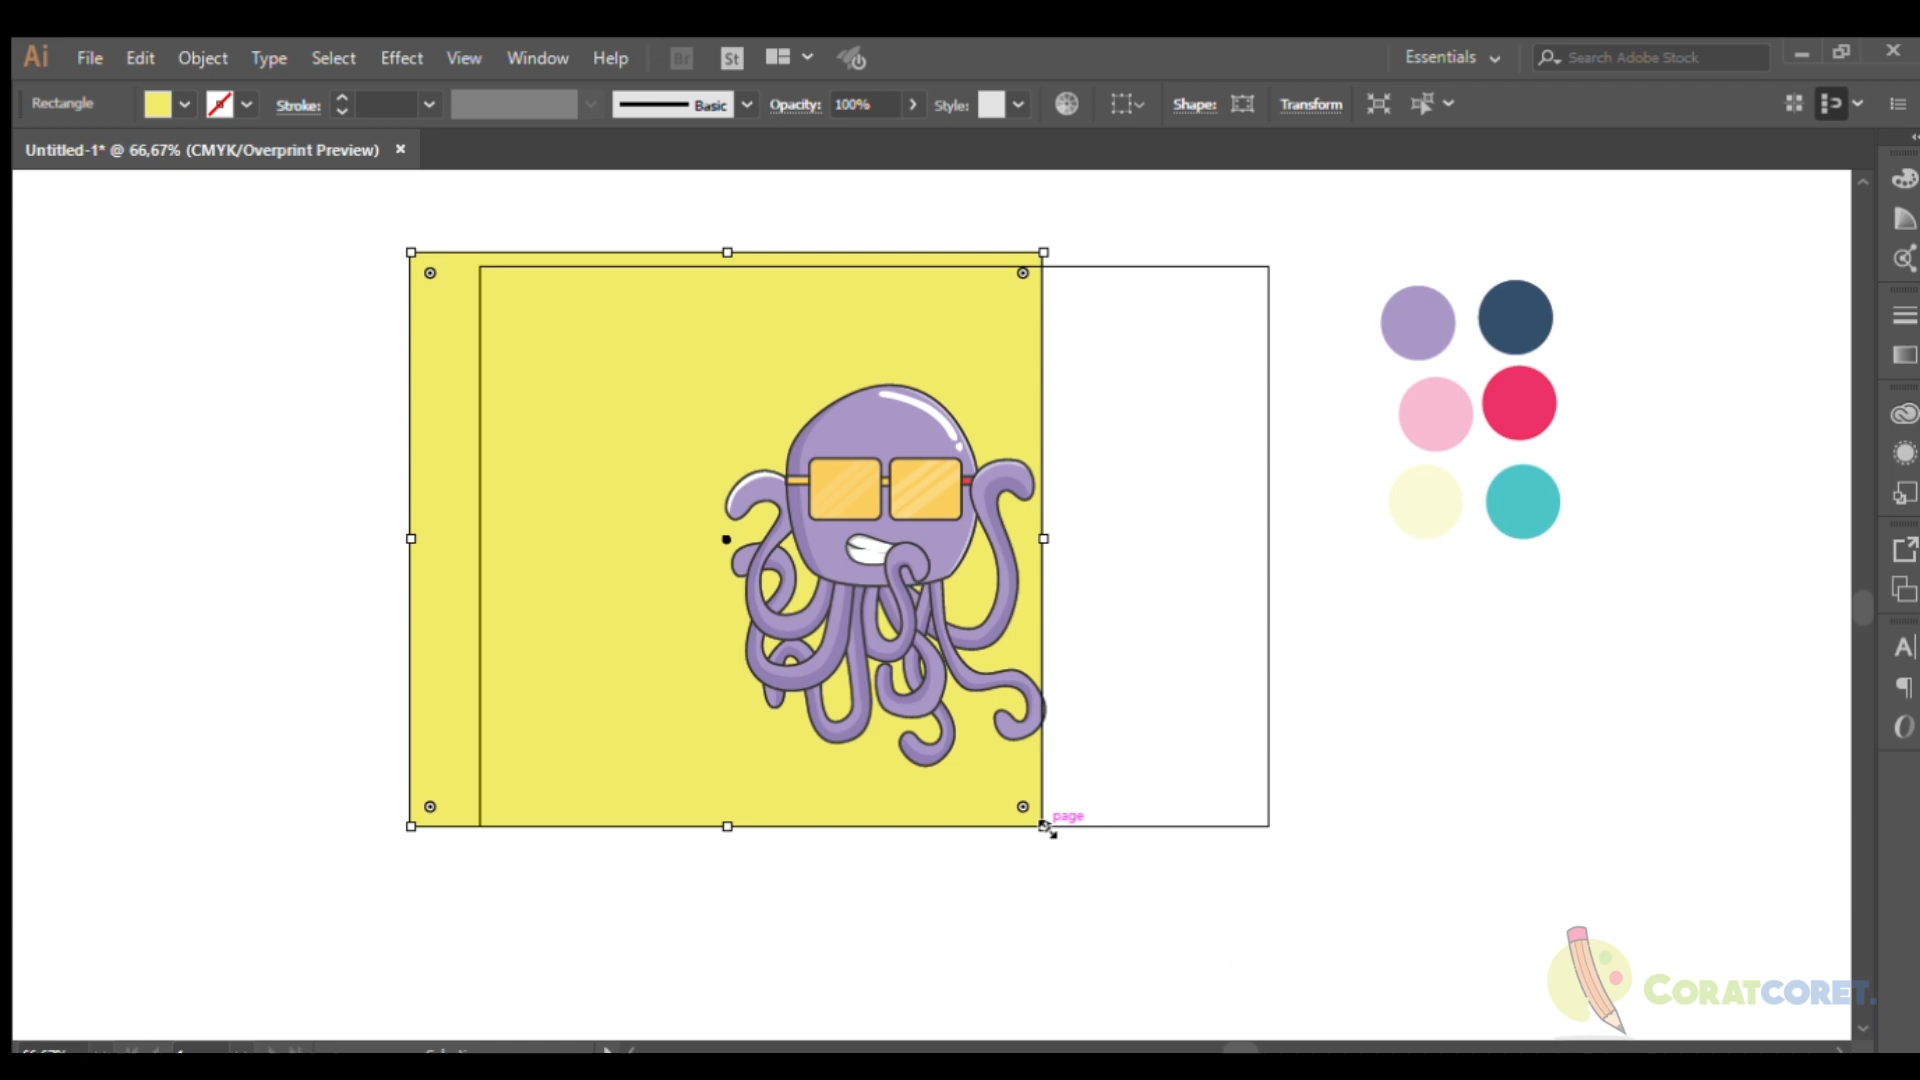 Ai File Edit Object Type Select Effect View Window Help Br St Essentials Search Adobe Stock
Rectangle Stroke: Basic Opacity: 100% Style: Shape: Transform
Untitled-1* @ 66,67% (CMYK/Overprint Preview)
page
CORATCORET.